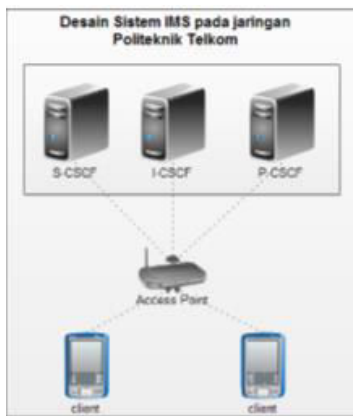 Desain Sistem IMS pada jaringan
Politeknik Telkom
S-CSCF I-CSCF P-CSCF
Access Point
client client